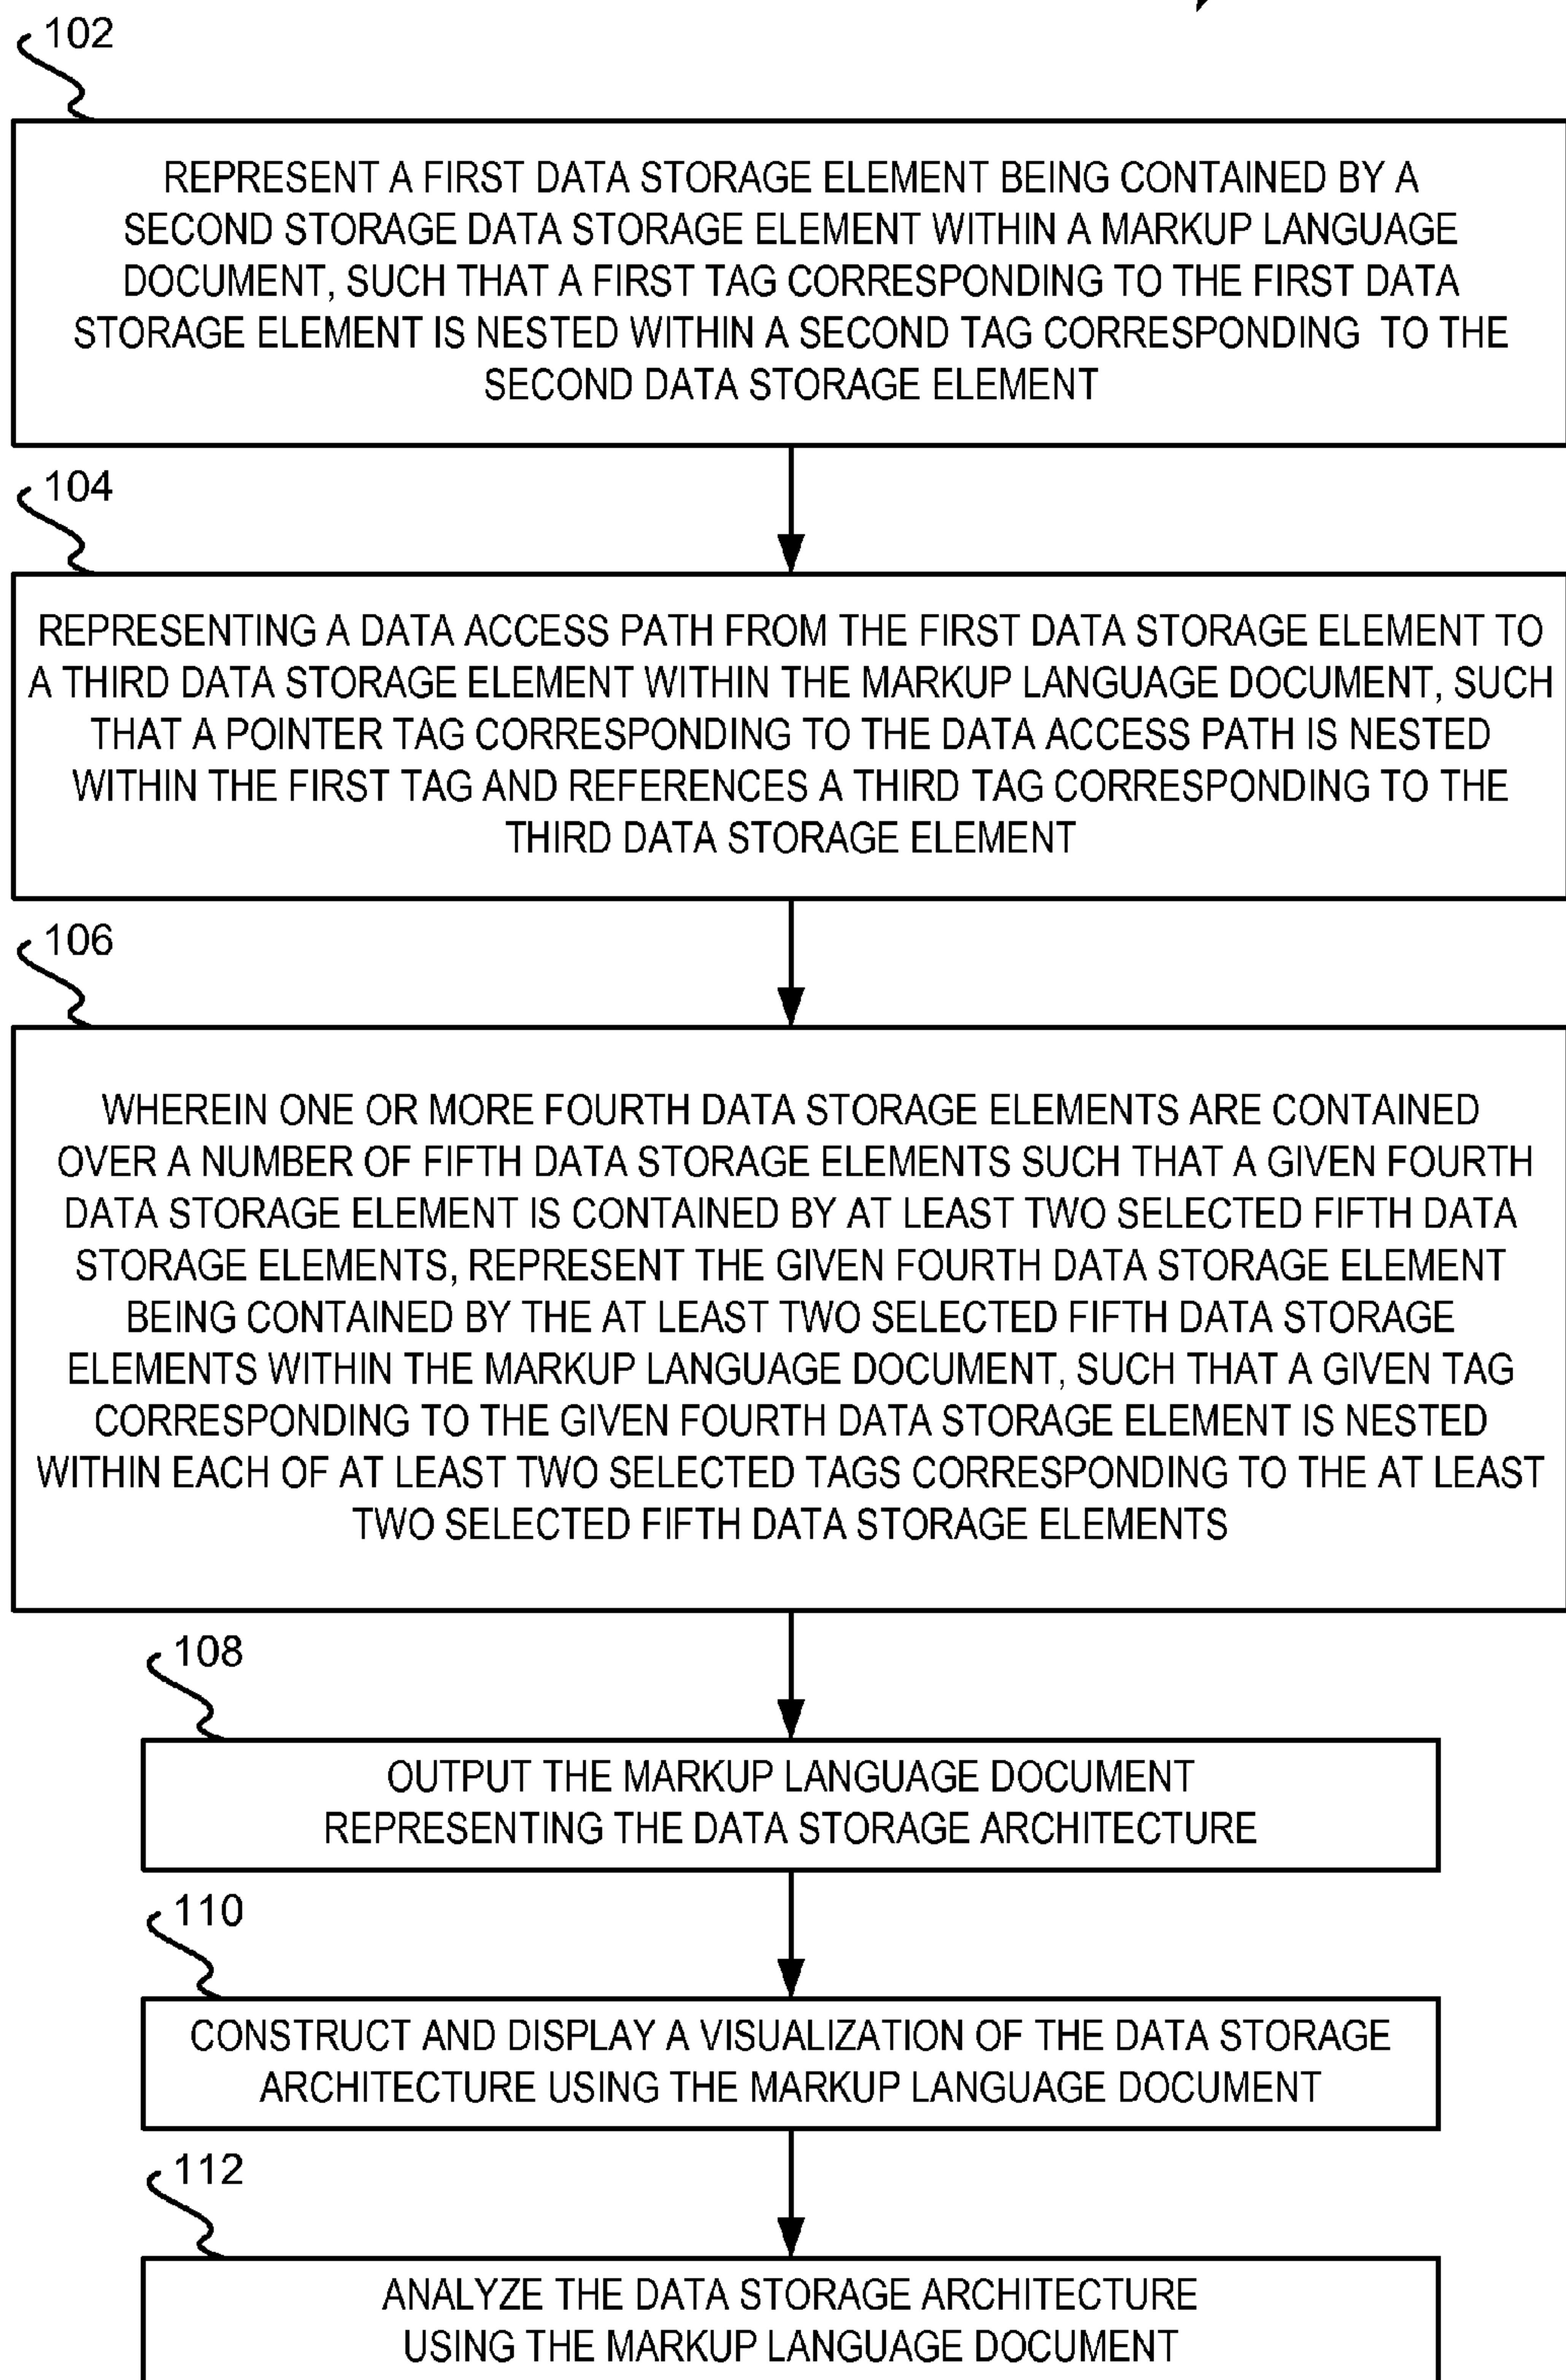 102
REPRESENT A FIRST DATA STORAGE ELEMENT BEING CONTAINED BY A
SECOND STORAGE DATA STORAGE ELEMENT WITHIN A MARKUP LANGUAGE
DOCUMENT, SUCH THAT A FIRST TAG CORRESPONDING TO THE FIRST DATA
STORAGE ELEMENT IS NESTED WITHIN A SECOND TAG CORRESPONDING TO THE
SECOND DATA STORAGE ELEMENT
104
REPRESENTING A DATA ACCESS PATH FROM THE FIRST DATA STORAGE ELEMENT TO
A THIRD DATA STORAGE ELEMENT WITHIN THE MARKUP LANGUAGE DOCUMENT, SUCH
THAT A POINTER TAG CORRESPONDING TO THE DATA ACCESS PATH IS NESTED
WITHIN THE FIRST TAG AND REFERENCES A THIRD TAG CORRESPONDING TO THE
THIRD DATA STORAGE ELEMENT
106
WHEREIN ONE OR MORE FOURTH DATA STORAGE ELEMENTS ARE CONTAINED
OVER A NUMBER OF FIFTH DATA STORAGE ELEMENTS SUCH THAT A GIVEN FOURTH
DATA STORAGE ELEMENT IS CONTAINED BY AT LEAST TWO SELECTED FIFTH DATA
STORAGE ELEMENTS, REPRESENT THE GIVEN FOURTH DATA STORAGE ELEMENT
BEING CONTAINED BY THE AT LEAST TWO SELECTED FIFTH DATA STORAGE
ELEMENTS WITHIN THE MARKUP LANGUAGE DOCUMENT, SUCH THAT A GIVEN TAG
CORRESPONDING TO THE GIVEN FOURTH DATA STORAGE ELEMENT IS NESTED
WITHIN EACH OF AT LEAST TWO SELECTED TAGS CORRESPONDING TO THE AT LEAST
TWO SELECTED FIFTH DATA STORAGE ELEMENTS
108
OUTPUT THE MARKUP LANGUAGE DOCUMENT
REPRESENTING THE DATA STORAGE ARCHITECTURE
110
CONSTRUCT AND DISPLAY A VISUALIZATION OF THE DATA STORAGE
ARCHITECTURE USING THE MARKUP LANGUAGE DOCUMENT
112
ANALYZE THE DATA STORAGE ARCHITECTURE
USING THE MARKUP LANGUAGE DOCUMENT